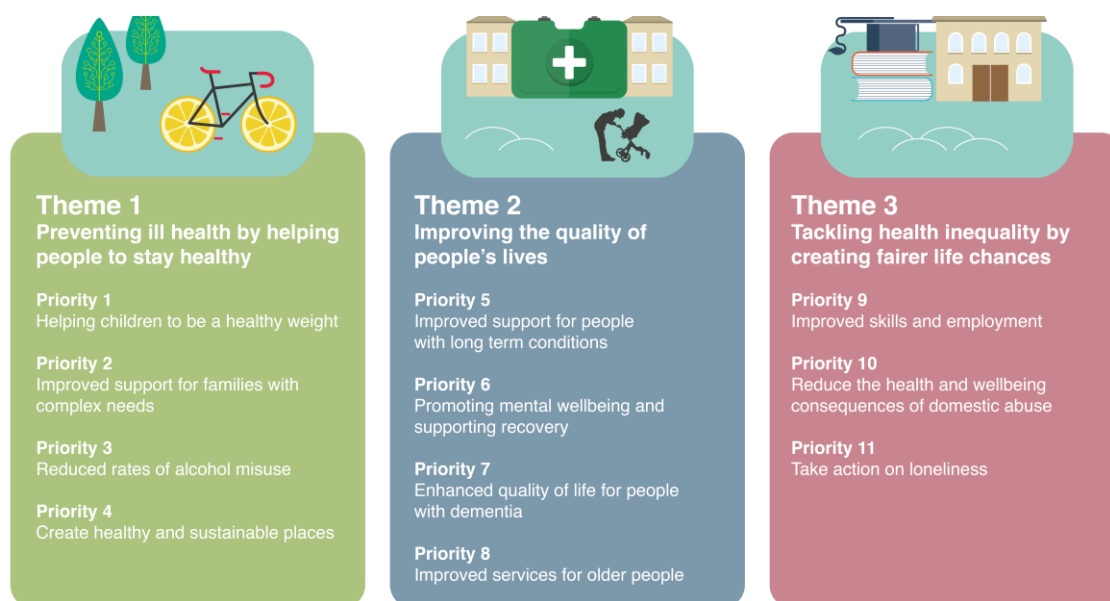 Theme 1
Preventing ill health by helping
people to stay healthy
Priority 1
Helping children to be a healthy weight
Priority 2
Improved support for families with
complex needs
Priority 3
Reduced rates of alcohol misuse
Priority 4
Create healthy and sustainable places
Theme 2
Improving the quality of
people's lives
Priority 5
Improved support for people
with long term conditions
Priority 6
Promoting mental wellbeing and
supporting recovery
Priority 7
Enhanced quality of life for people
with dementia
Priority 8
Improved services for older people
Theme 3
Tackling health inequality by
creating fairer life chances
Priority 9
Improved skills and employment
Priority 10
Reduce the health and wellbeing
consequences of domestic abuse
Priority 11
Take action on loneliness